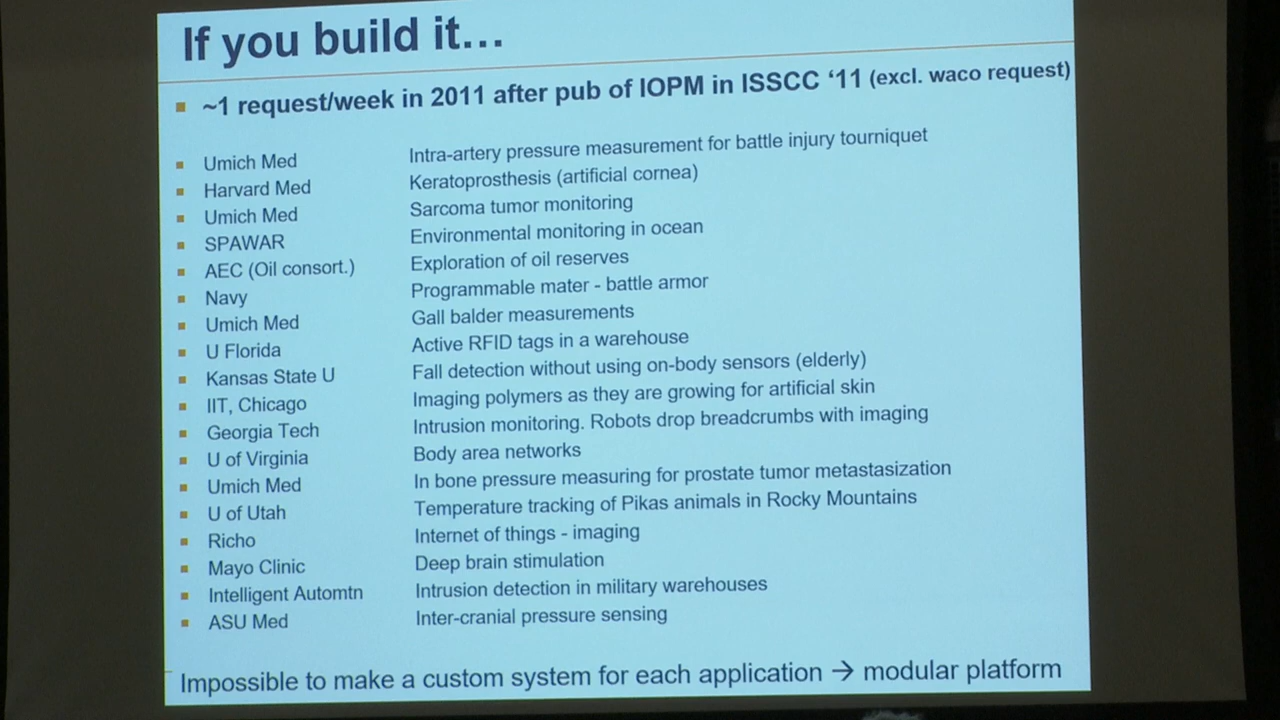 If you build it...
~1 request/week in 2011 after pub of IOPM in ISSCC ‘11 (excl. waco request)
Umich Med Intra-artery pressure measurement for battle injury tourniquet
Harvard Med Keratoprosthesis (artificial cornea)
Umich Med Sarcoma tumor monitoring
SPAWAR Environmental monitoring in ocean
AEC (Oil consort.) Exploration of oil reserves
Navy Programmable mater - battle armor
Umich Med Gall balder measurements
U Florida Active RFID tags in a warehouse
Kansas State U Fall detection without using on-body sensors (elderly)
IIT, Chicago Imaging polymers as they are growing for artificial skin
Georgia Tech Intrusion monitoring. Robots drop breadcrumbs with imaging
U of Virginia Body area networks
Umich Med In bone pressure measuring for prostate tumor metastasization
U of Utah Temperature tracking of Pikas animals in Rocky Mountains
Richo Internet of things - imaging
Mayo Clinic Deep brain stimulation
Intelligent Automtn Intrusion detection in military warehouses
ASU Med Inter-cranial pressure sensing
Impossible to make a custom system for each application → modular platform